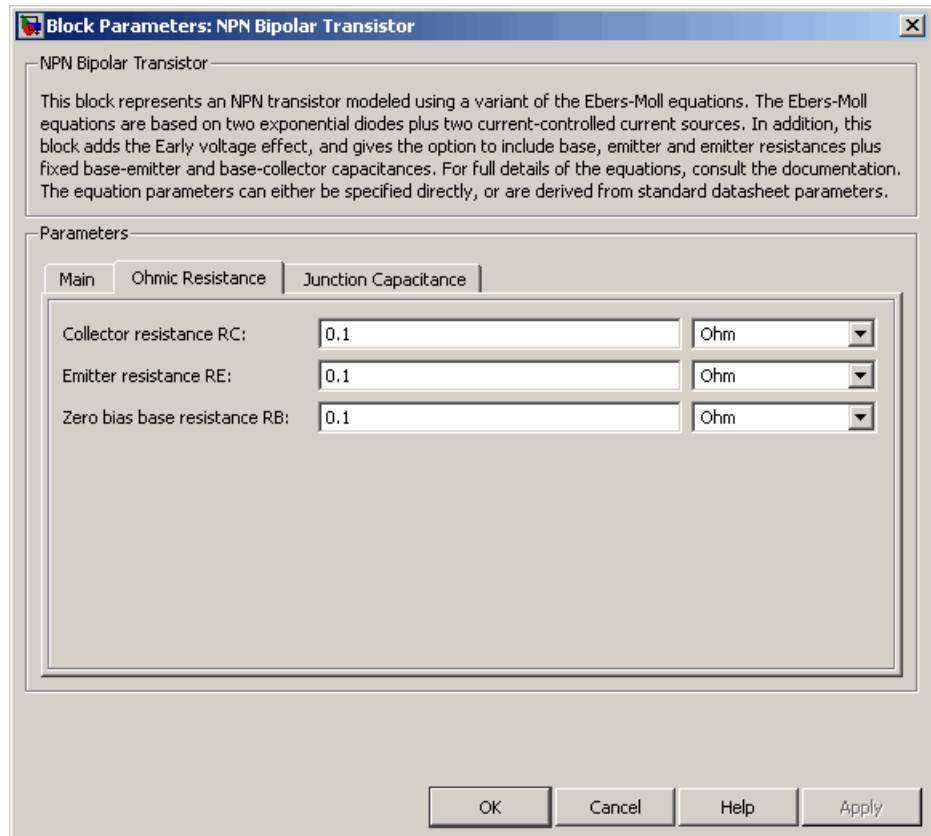 Block Parameters: NPN Bipolar Transistor
NPN Bipolar Transistor
This block represents an NPN transistor modeled using a variant of the Ebers-Moll equations. The Ebers-Moll
equations are based on two exponential diodes plus two current-controlled current sources. In addition, this
block adds the Early voltage effect, and gives the option to include base, emitter and emitter resistances plus
fixed base-emitter and base-collector capacitances. For full details of the equations, consult the documentation.
The equation parameters can either be specified directly, or are derived from standard datasheet parameters.
Parameters
Main Ohmic Resistance Junction Capacitance
Collector resistance RC: 0.1 Ohm
Emitter resistance RE: 0.1 Ohm
Zero bias base resistance RB: 0.1 Ohm
OK Cancel Help Apply